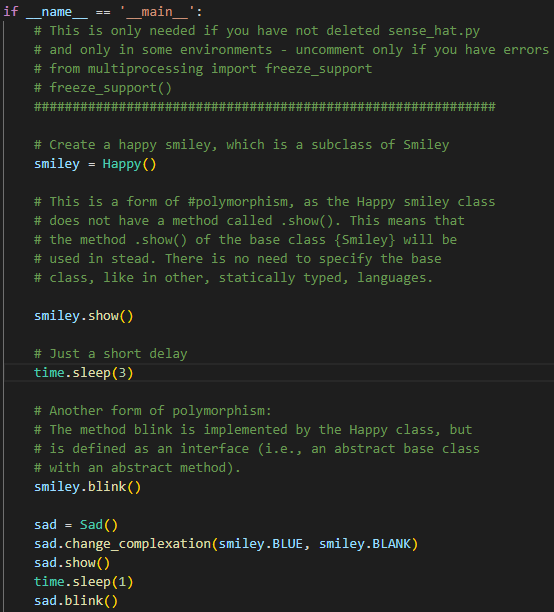 if __name__ == '__main__':
    # This is only needed if you have not deleted sense_hat.py
    # and only in some environments - uncomment only if you have errors
    # from multiprocessing import freeze_support
    # freeze_support()
    ############################################################
    # Create a happy smiley, which is a subclass of Smiley
    smiley = Happy()
    # This is a form of #polymorphism, as the Happy smiley class
    # does not have a method called .show(). This means that
    # the method .show() of the base class {Smiley} will be
    # used in stead. There is no need to specify the base
    # class, like in other, statically typed, languages.
    smiley.show()
    # Just a short delay
    time.sleep(3)
    # Another form of polymorphism:
    # The method blink is implemented by the Happy class, but
    # is defined as an interface (i.e., an abstract base class
    # with an abstract method).
    smiley.blink()
    sad = Sad()
    sad.change_complexation(smiley.BLUE, smiley.BLANK)
    sad.show()
    time.sleep(1)
    sad.blink()